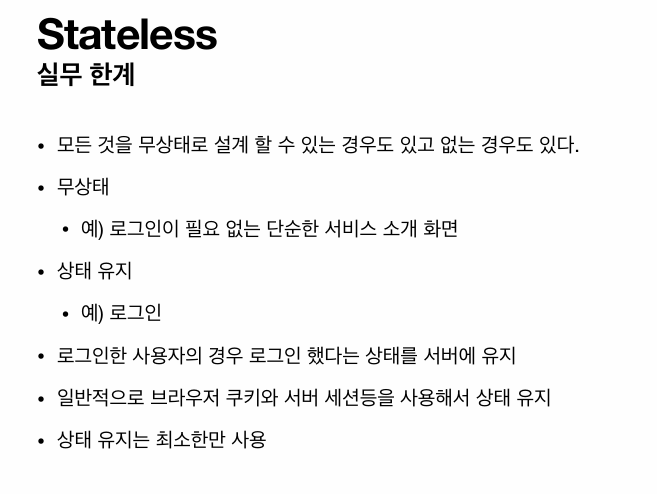 Stateless
실무 한계
• 모든 것을 무상태로 설계 할 수 있는 경우도 있고 없는 경우도 있다.
• 무상태
• 예) 로그인이 필요 없는 단순한 서비스 소개 화면
• 상태 유지
• 예) 로그인
• 로그인한 사용자의 경우 로그인 했다는 상태를 서버에 유지
• 일반적으로 브라우저 쿠키와 서버 세션등을 사용해서 상태 유지
• 상태 유지는 최소한만 사용